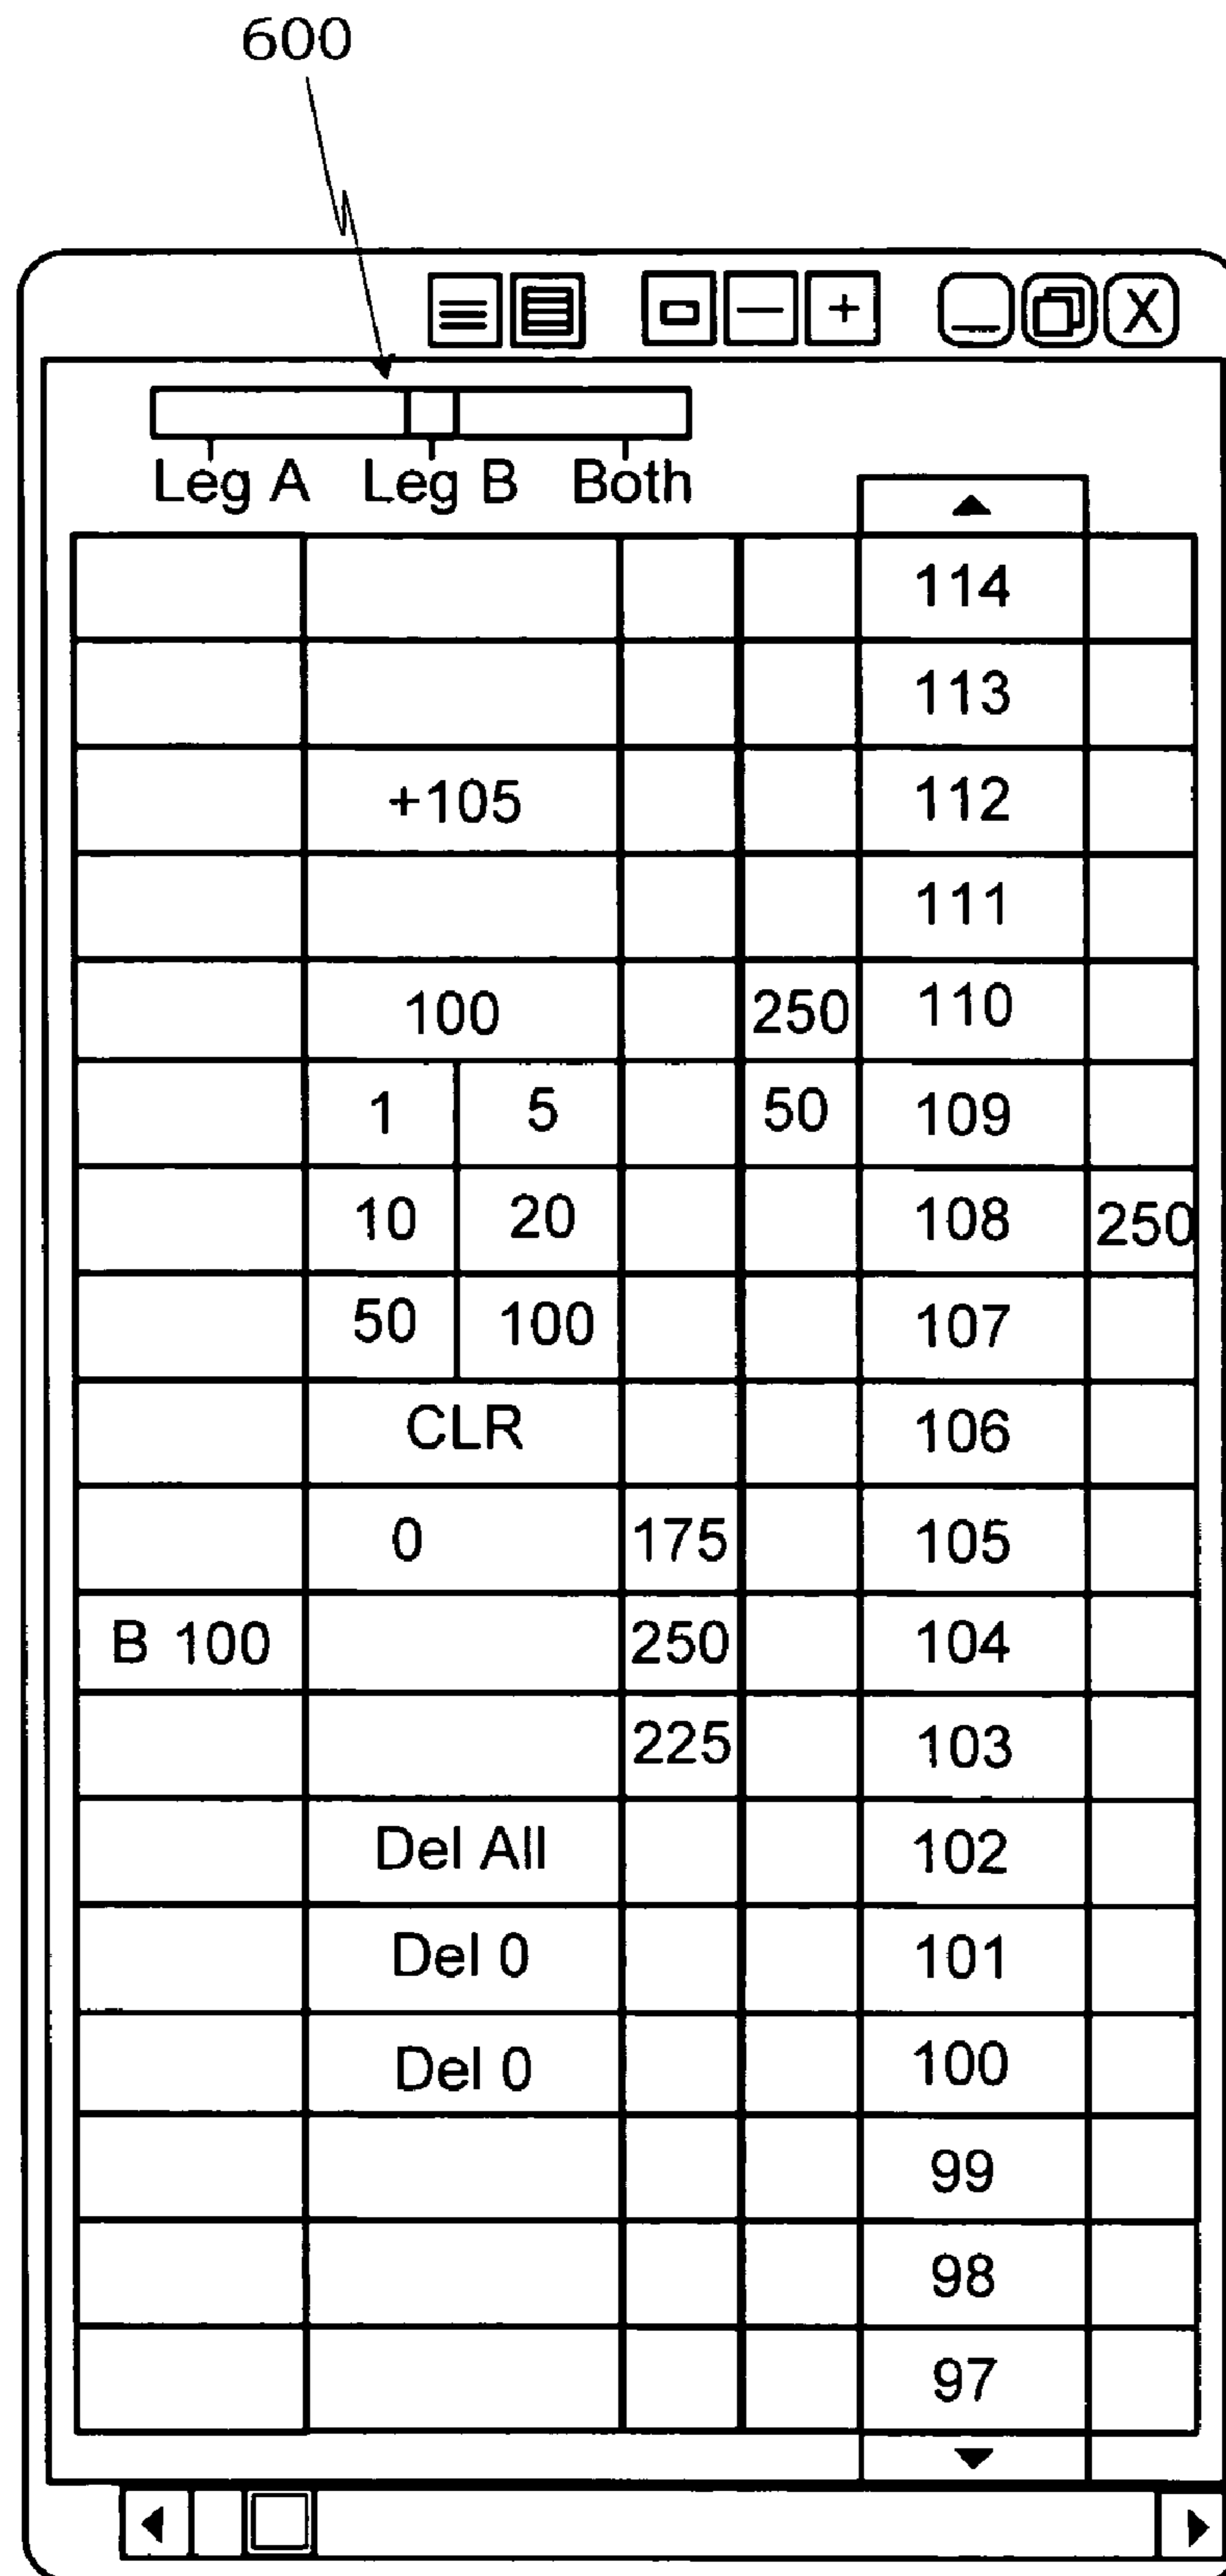 600
X
Leg A Leg B Both
114
113
+105 112
111
100 250 110
1 5 50 109
10 20 108 250
50 100 107
CLR 106
0 175 105
B 100 250 104
225 103
Del All 102
Del 0 101
Del 0 100
99
98
97